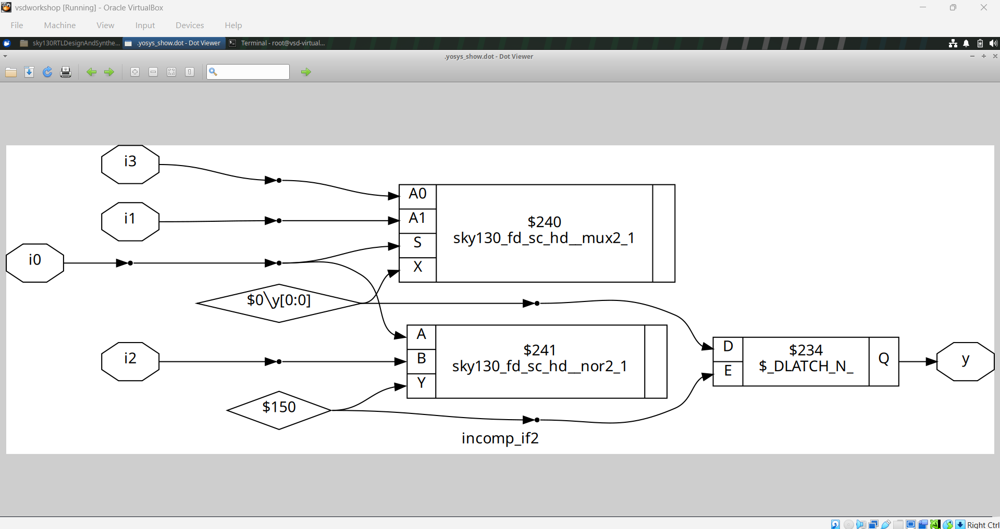 vsdworkshop [Running] - Oracle VirtualBox
File Machine View Input Devices Help
sky130RTLDesignAndSynthe... .yosys_show.dot - Dot Viewer Terminal - root@vsd-virtual...
.yosys_show.dot - Dot Viewer
i3
A0
i1
A1
$240
sky130_fd_sc_hd__mux2_1
S
i0
X
$0\y[0:0]
A
i2
B
$241
sky130_fd_sc_hd__nor2_1
Y
$150
D
E
$234
$_DLATCH_N_
Q
y
incomp_if2
Right Ctrl